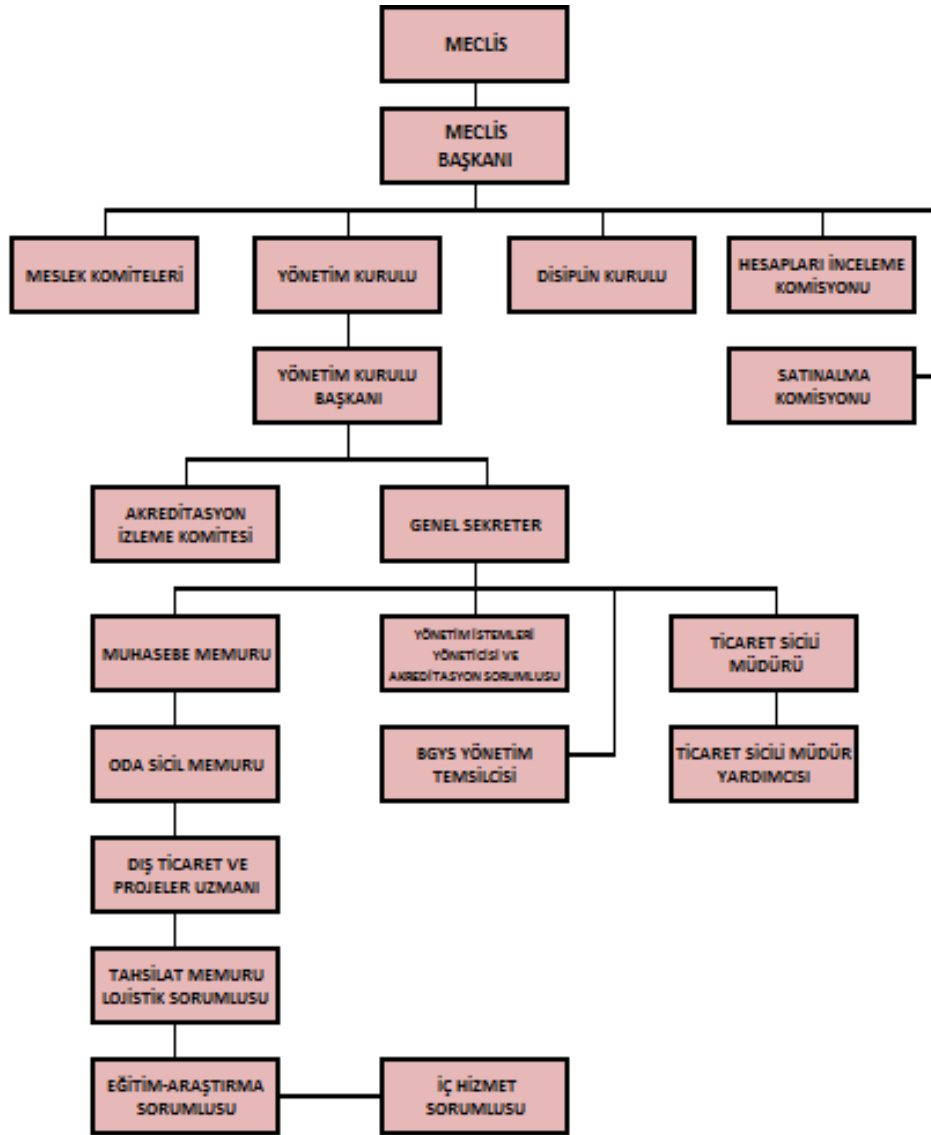 MECLİS
MECLİS
BAŞKANI
MESLEK KOMİTELERİ
YÖNETİM KURULU
DİSİPLİN KURULU
HESAPLARI İNCELEME
KOMİSYONU
YÖNETİM KURULU
BAŞKANI
SATINALMA
KOMİSYONU
AKREDİTASYON
İZLEME KOMİTESİ
GENEL SEKRETER
MUHASEBE MEMURU
YÖNETİM İSTEMLERİ
YÖNETİCİSİ VE
AKREDİTASYON SORUMLUSU
TİCARET SİCİLİ
MÜDÜRÜ
ODA SİCİL MEMURU
BGYS YÖNETİM
TEMSİLCİSİ
TİCARET SİCİLİ MÜDÜR
YARDIMCISI
DIŞ TİCARET VE
PROJELER UZMANI
TAHSİLAT MEMURU
LOJİSTİK SORUMLUSU
EĞİTİM-ARAŞTIRMA
SORUMLUSU
İÇ HİZMET
SORUMLUSU